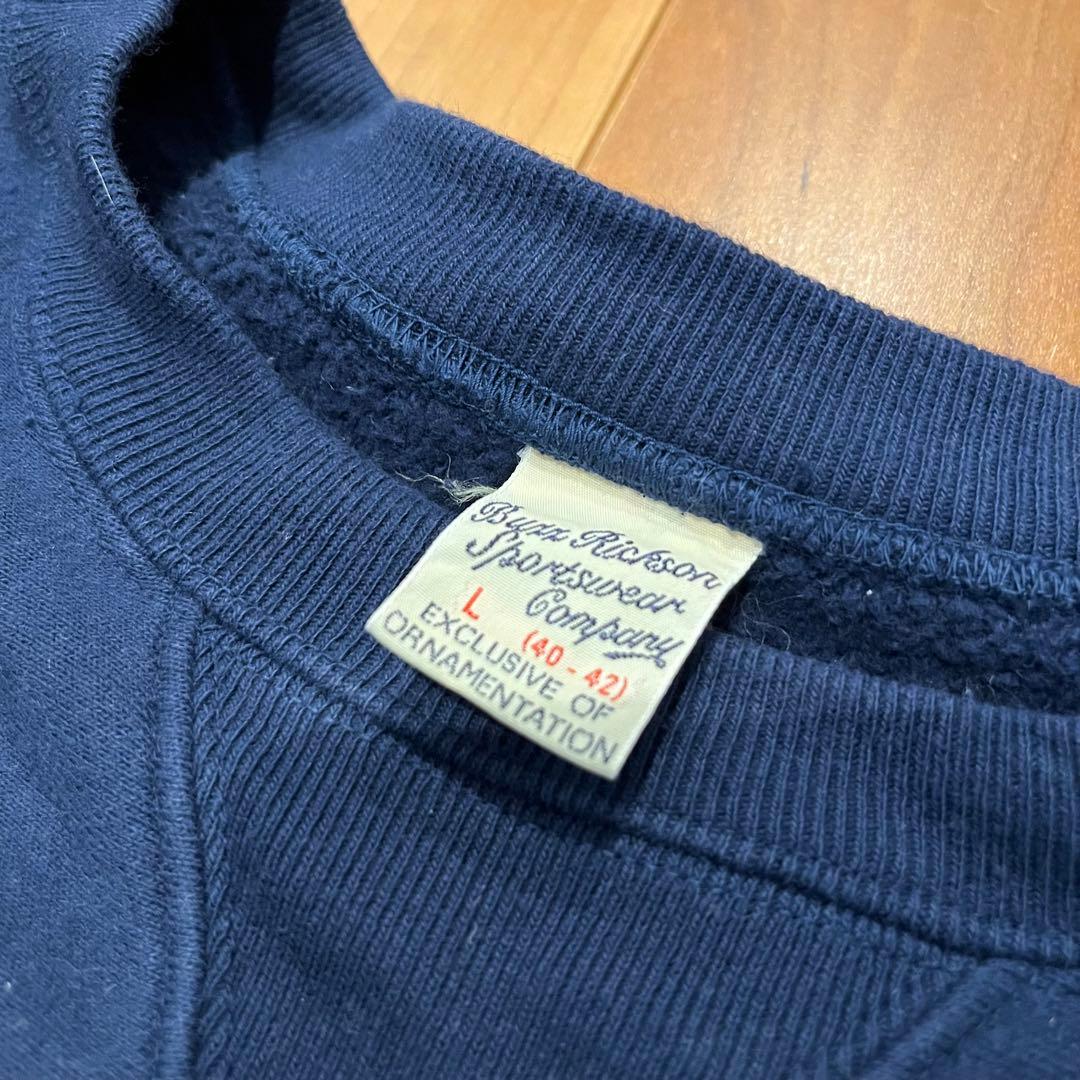 Buzz Rickson
Sportswear
Company
L (40-42)
EXCLUSIVE OF
ORNAMENTATION